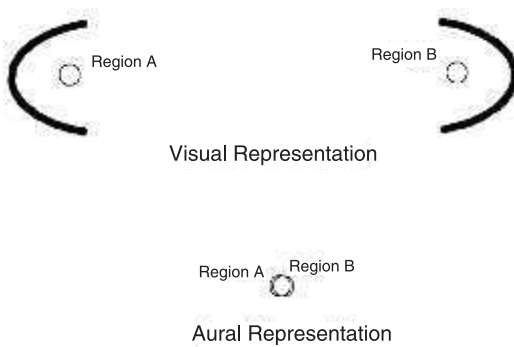 Region A
Region B
Visual Representation
Region A Region B
Aural Representation